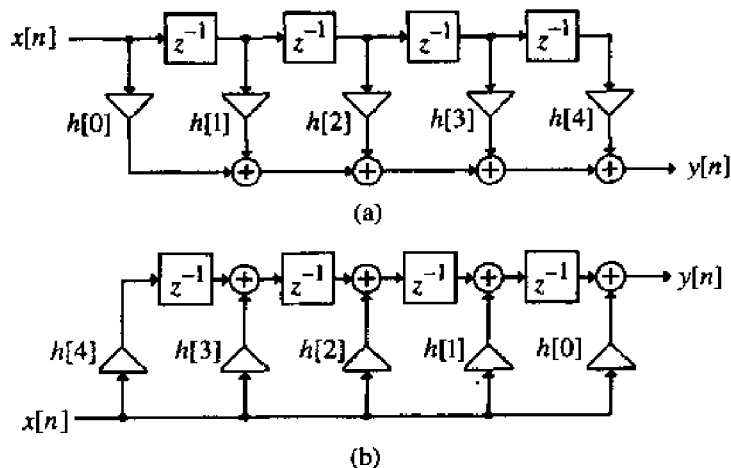 x[n] z⁻¹ z⁻¹ z⁻¹ z⁻¹
h[0] h[1] h[2] h[3] h[4]
y[n]
(a)
z⁻¹ z⁻¹ z⁻¹ z⁻¹ y[n]
h[4] h[3] h[2] h[1] h[0]
x[n]
(b)